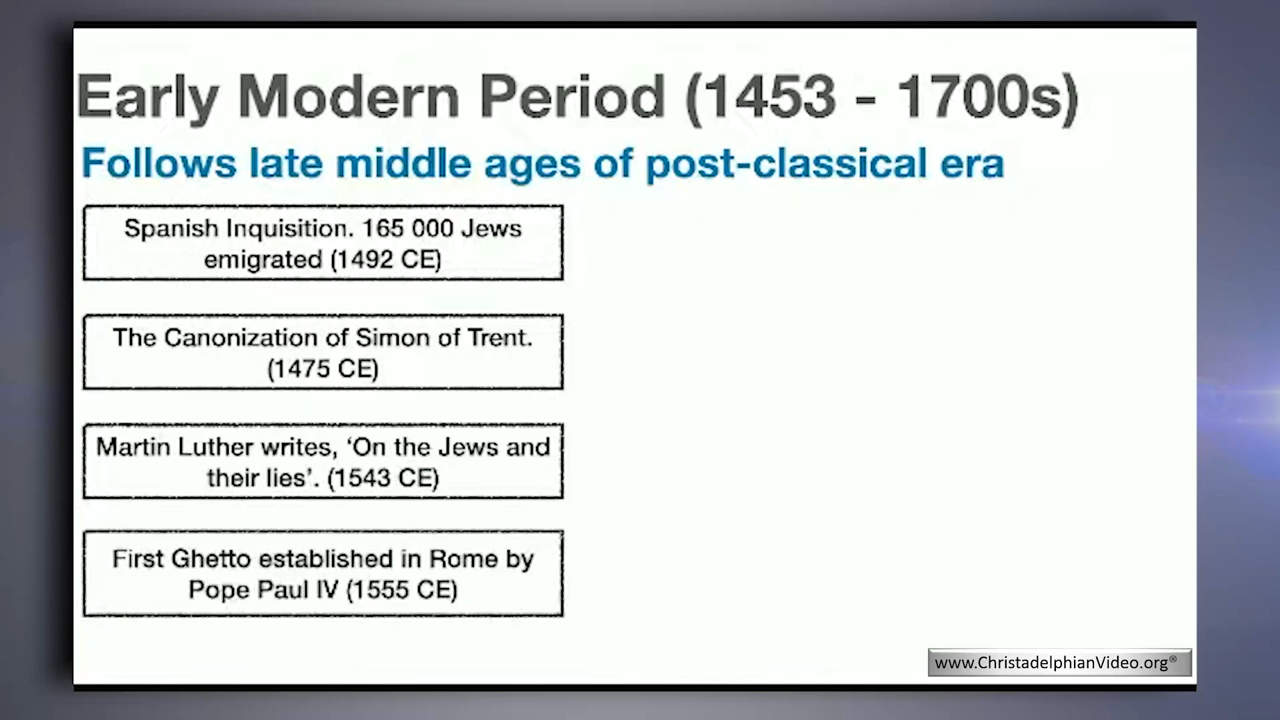 Early Modern Period (1453 - 1700s)
Follows late middle ages of post-classical era
Spanish Inquisition. 165 000 Jews
emigrated (1492 CE)
The Canonization of Simon of Trent.
(1475 CE)
Martin Luther writes, ‘On the Jews and
their lies’. (1543 CE)
First Ghetto established in Rome by
Pope Paul IV (1555 CE)
www.ChristadelphianVideo.org®